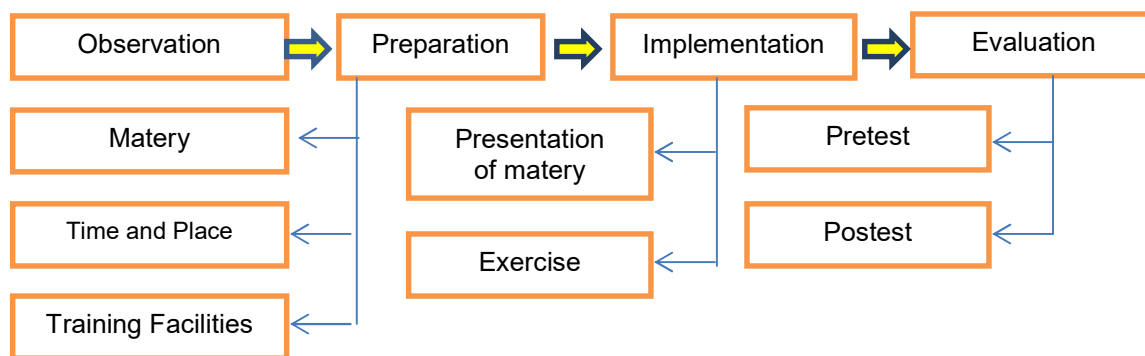 Observation
Preparation
Implementation
Evaluation
Matery
Time and Place
Training Facilities
Presentation
of matery
Exercise
Pretest
Postest